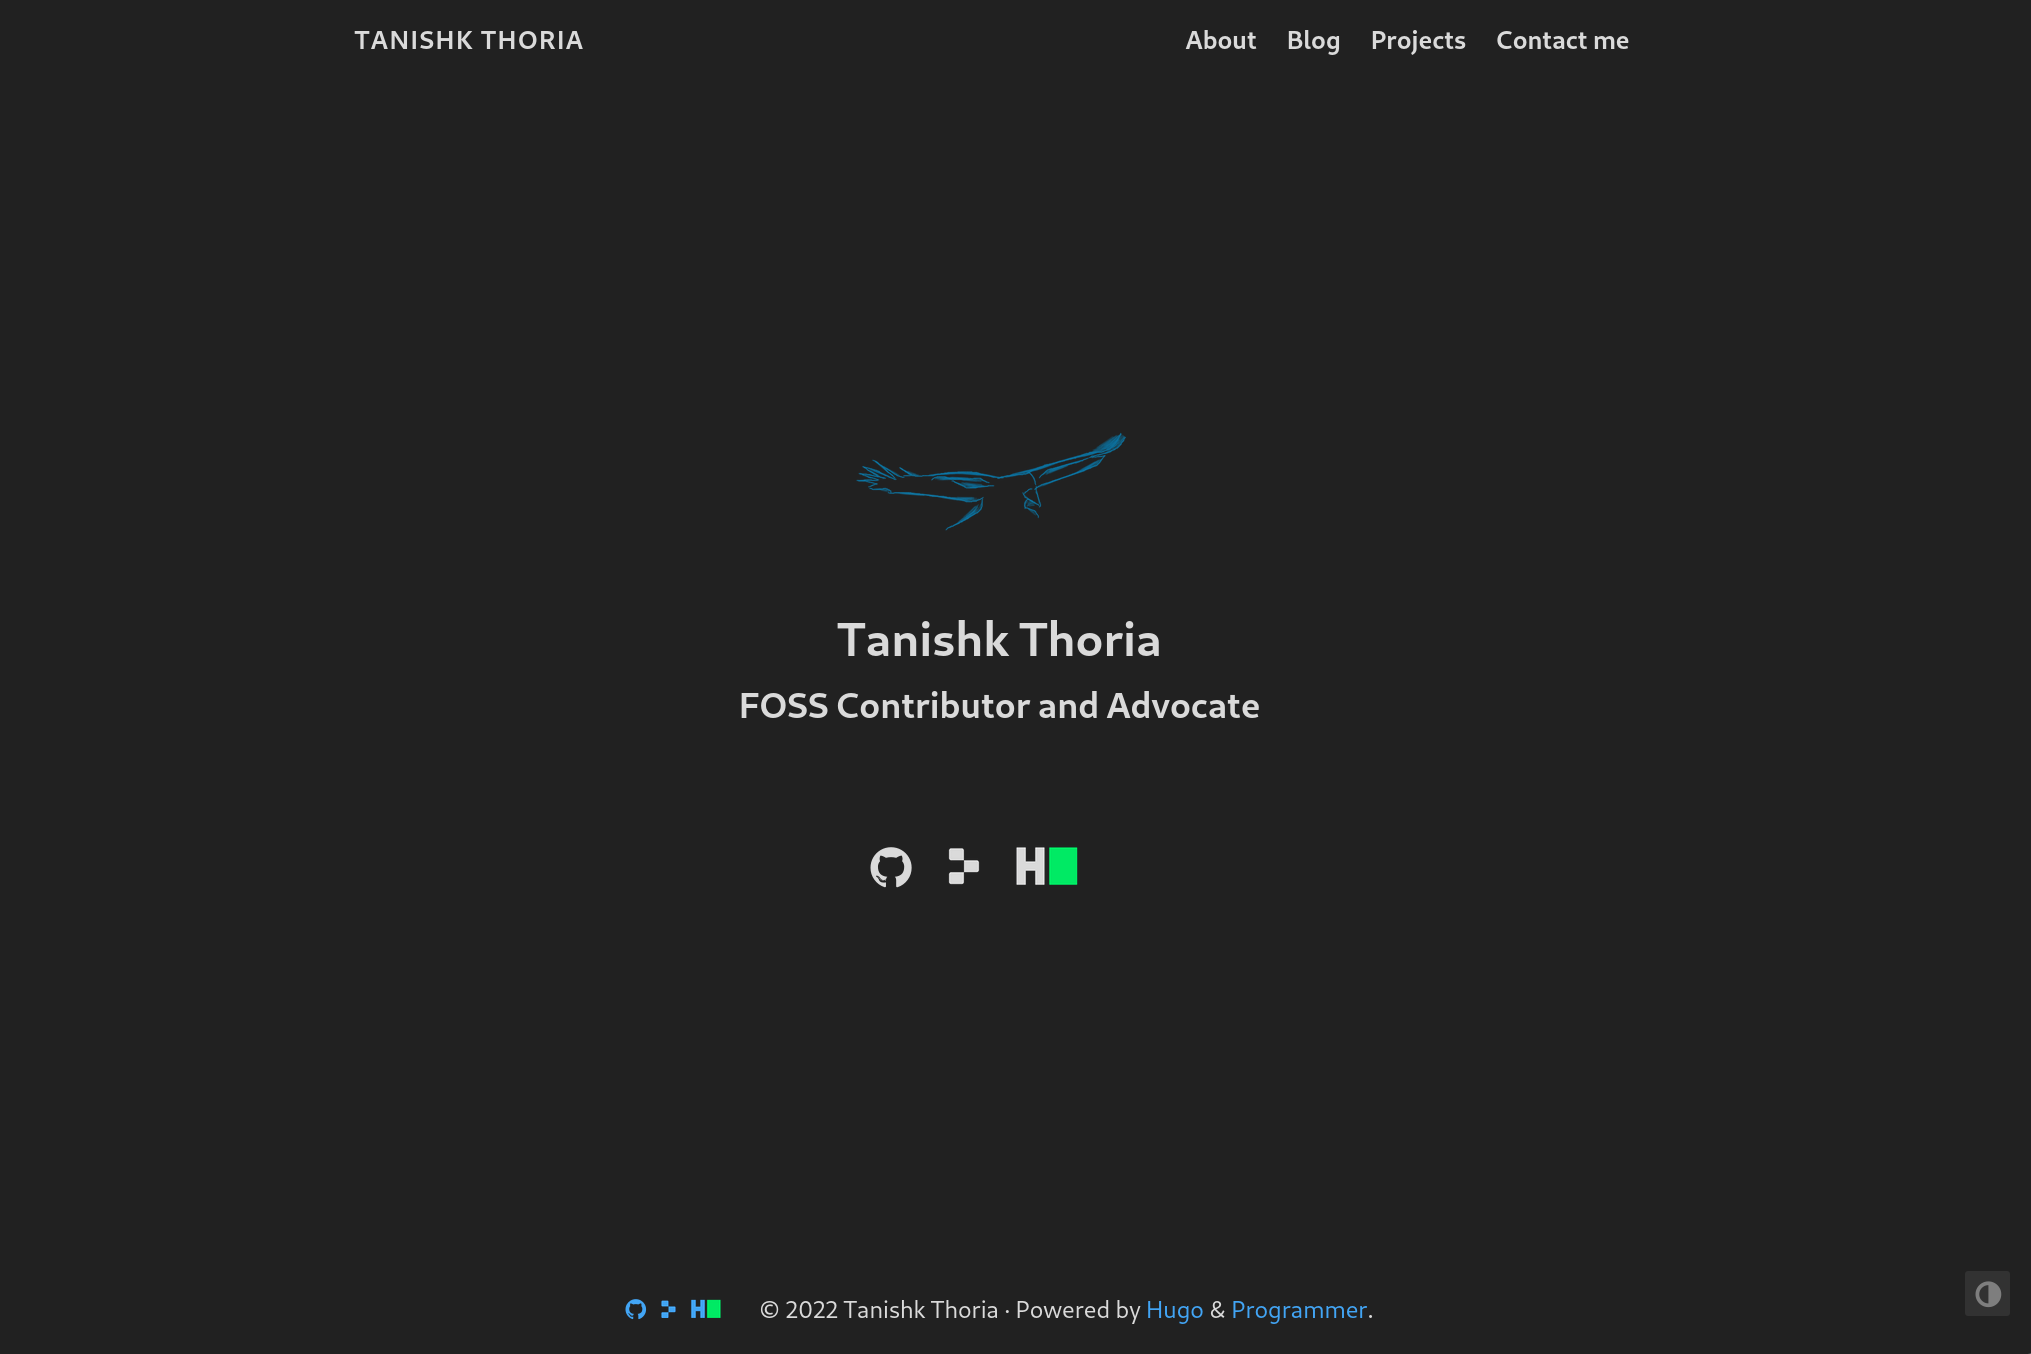 TANISHK THORIA
About Blog Projects Contact me
Tanishk Thoria
FOSS Contributor and Advocate
H
H © 2022 Tanishk Thoria · Powered by Hugo & Programmer.